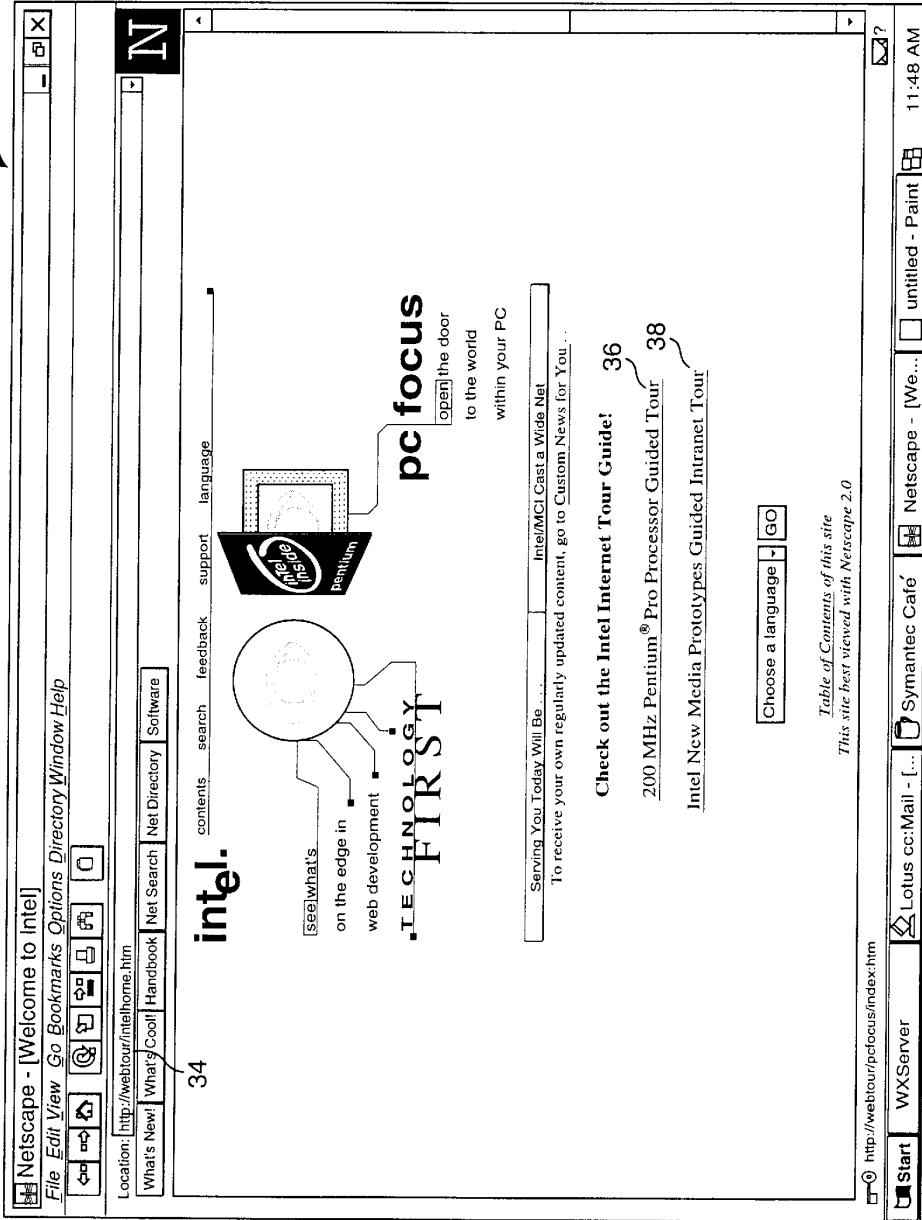 Netscape - [Welcome to Intel]
File Edit View Go Bookmarks Options Directory Window Help
Location: http://webtour/intelhome.htm
N
What's New! What's Cool! Handbook Net Search Net Directory Software
34
intel.
contents search feedback support language
see what's
on the edge in
web development
TECHNOLOGY
FIRST
intel inside
pentium
pc focus
open the door
to the world
within your PC
Serving You Today Will Be . . . Intel/MCI Cast a Wide Net
To receive your own regularly updated content, go to Custom News for You . .
Check out the Intel Internet Tour Guide!
36
200 MHz Pentium® Pro Processor Guided Tour
38
Intel New Media Prototypes Guided Intranet Tour
Choose a language GO
Table of Contents of this site
This site best viewed with Netscape 2.0
http://webtour/pcfocus/index.htm
?
Start WXServer Lotus cc:Mail - [... Symantec Café Netscape - [We... untitled - Paint 11:48 AM